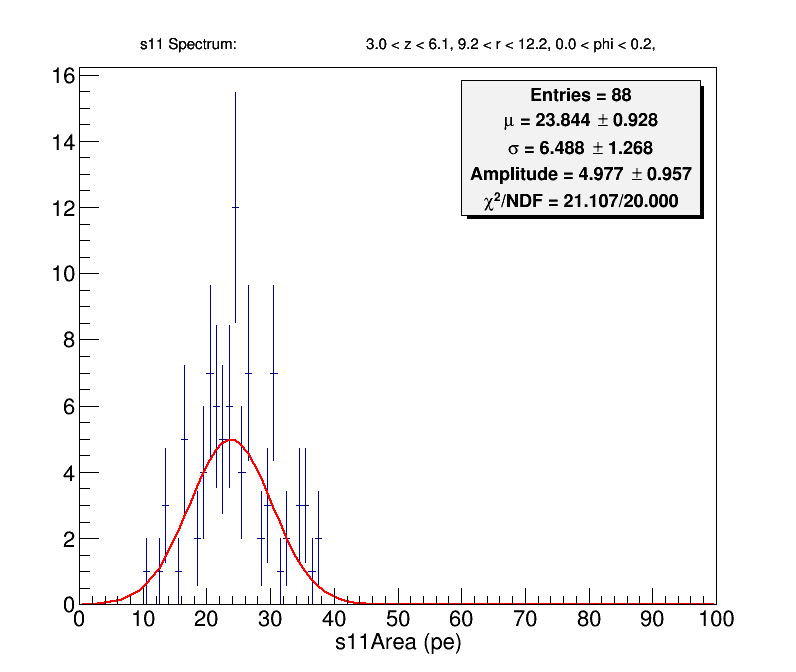 s11 Spectrum: 3.0 < z < 6.1, 9.2 < r < 12.2, 0.0 < phi < 0.2,
Entries = 88
μ = 23.844 ± 0.928
σ = 6.488 ± 1.268
Amplitude = 4.977 ± 0.957
χ²/NDF = 21.107/20.000
16
14
12
10
8
6
4
2
0
0 10 20 30 40 50 60 70 80 90 100
s11Area (pe)